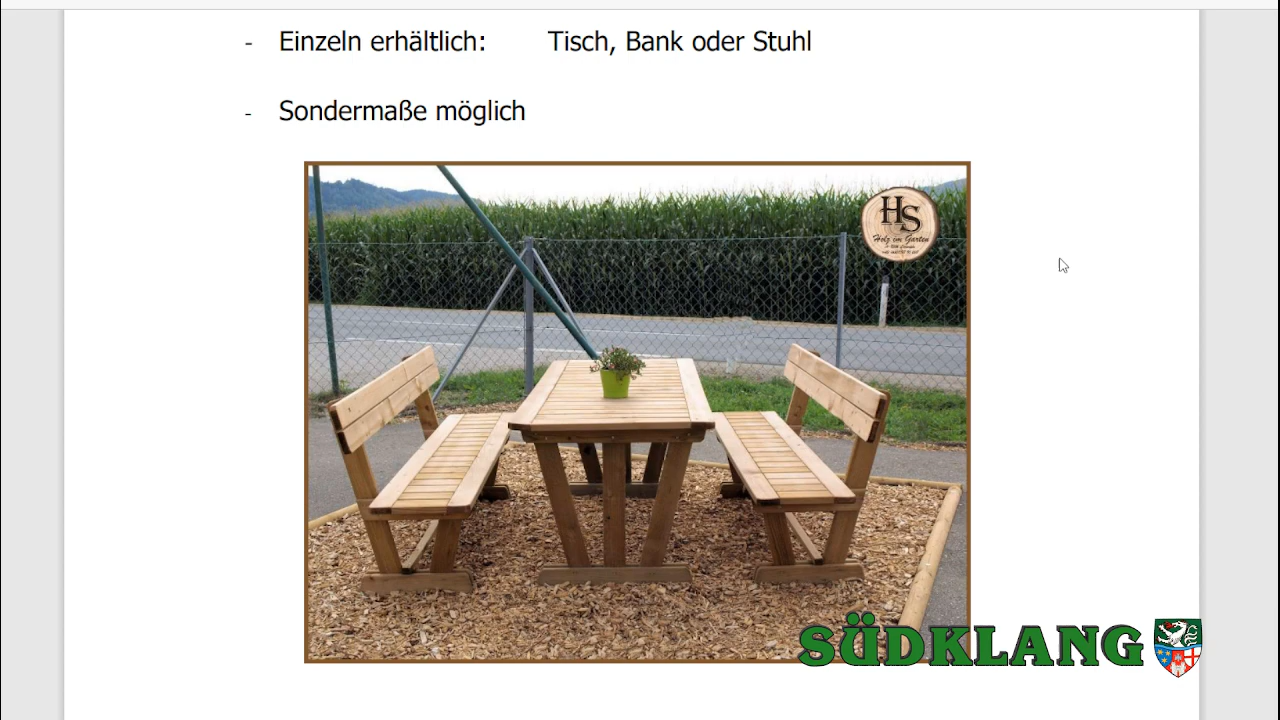 - Einzeln erhältlich: Tisch, Bank oder Stuhl
- Sondermaße möglich
HS
Holz im Garten
SÜDKLANG